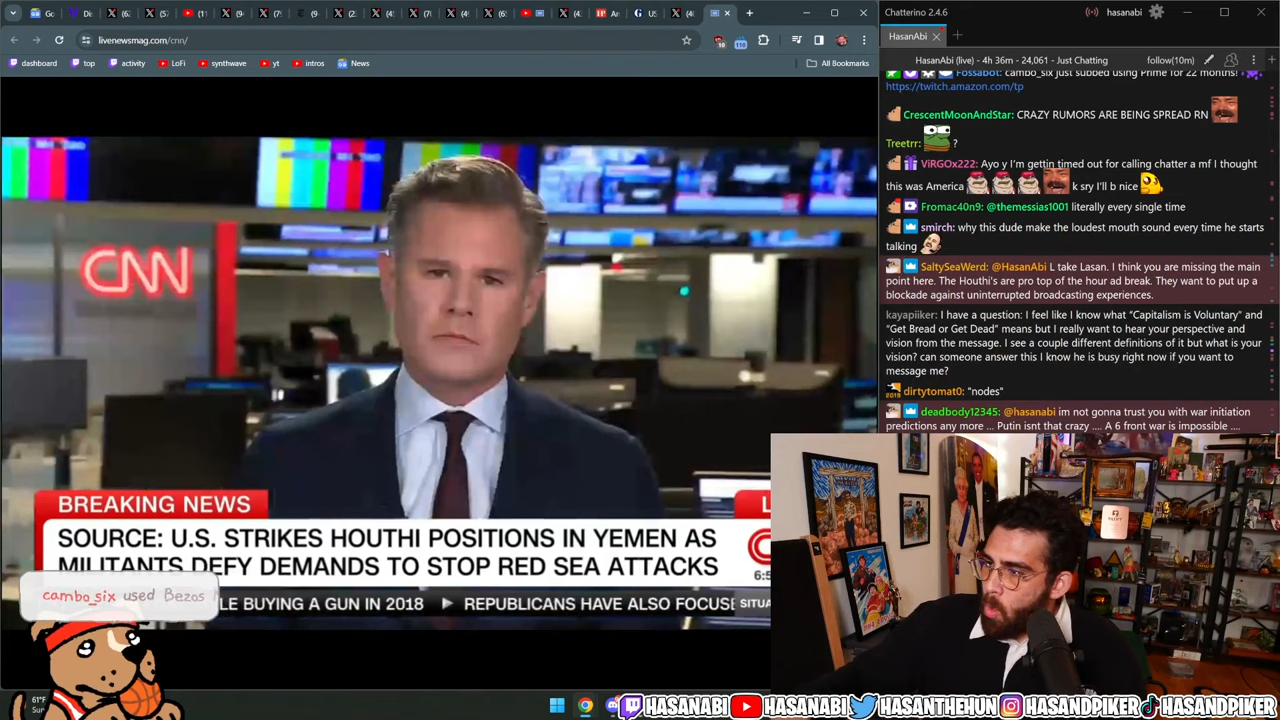 Chatterino 2.4.6
hasanabi
Go
Di
livenewsmag.com/cnn/
10
110
dashboard
top
activity
LoFi
synthwave
yt
intros
News
All Bookmarks
HasanAbi
HasanAbi (live) - 4h 36m - 24,061 - Just Chatting
follow(10m)
Fossabot: cambo_six just subbed using Prime for 22 months!
https://twitch.amazon.com/tp
CrescentMoonAndStar: CRAZY RUMORS ARE BEING SPREAD RN
Treetrr: ?
ViRGOx222: Ayo y I'm gettin timed out for calling chatter a mf I thought
this was America k sry I'll b nice
Fromac40n9: @themessias1001 literally every single time
smirch: why this dude make the loudest mouth sound every time he starts
talking
SaltySeaWerd: @HasanAbi L take Lasan. I think you are missing the main
point here. The Houthi's are pro top of the hour ad break. They want to put up a
blockade against uninterrupted broadcasting experiences.
kayapiiker: I have a question: I feel like I know what "Capitalism is Voluntary" and
"Get Bread or Get Dead" means but I really want to hear your perspective and
vision from the message. I see a couple different definitions of it but what is your
vision? can someone answer this I know he is busy right now if you want to
message me?
dirtytomat0: "nodes"
deadbody12345: @hasanabi im not gonna trust you with war initiation
predictions any more ... Putin isnt that crazy .... A 6 front war is impossible ....
CNN
BREAKING NEWS
SOURCE: U.S. STRIKES HOUTHI POSITIONS IN YEMEN AS
MILITANTS DEFY DEMANDS TO STOP RED SEA ATTACKS
cambo_six used Bezos
LE BUYING A GUN IN 2018
REPUBLICANS HAVE ALSO FOCUSE
SITUA
61°F
HASANABI
HASANABI
HASANTHEHUN
HASANDPIKER
HASANDPIKER